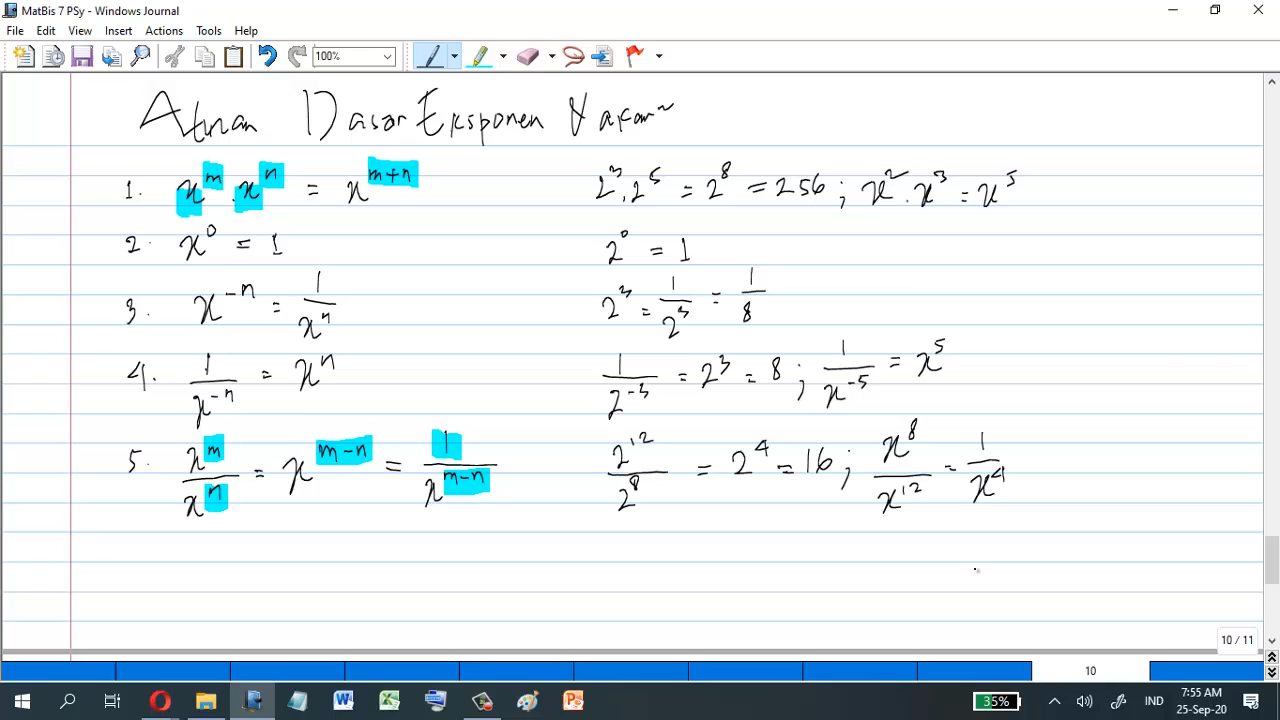 MatBis 7 PSy - Windows Journal
File Edit View Insert Actions Tools Help
100%
Aturan Dasar Eksponen
1. x^m . x^n = x^(m+n) 2^3 . 2^5 = 2^8 = 256 ; x^2 . x^3 = x^5
2. x^0 = 1 2^0 = 1
3. x^(-n) = 1/x^n 2^3 = 1/2^3 = 1/8
4. 1/x^(-n) = x^n 1/2^(-3) = 2^3 = 8 ; 1/x^(-5) = x^5
5. x^m/x^n = x^(m-n) = 1/x^(m-n) 2^12/2^8 = 2^4 = 16 ; x^8/x^12 = 1/x^4
10 / 11
10
35% IND 7:55 AM
25-Sep-20